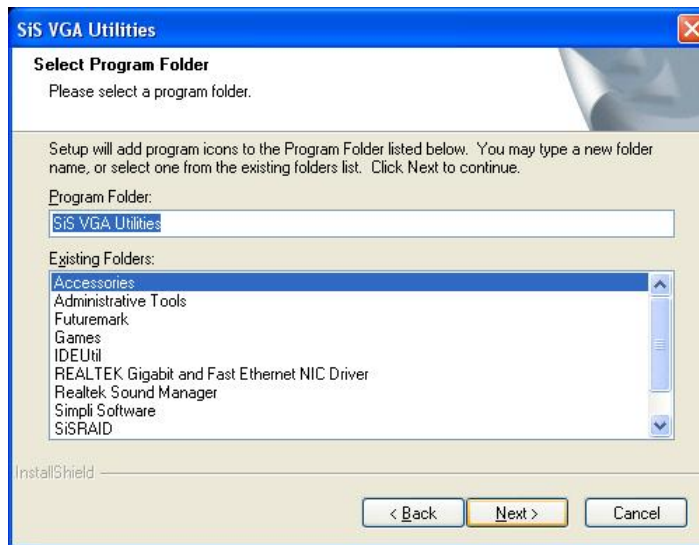 SiS VGA Utilities
Select Program Folder
Please select a program folder.
Setup will add program icons to the Program Folder listed below. You may type a new folder
name, or select one from the existing folders list. Click Next to continue.
Program Folder:
SiS VGA Utilities
Existing Folders:
Accessories
Administrative Tools
Futuremark
Games
IDEUtil
REALTEK Gigabit and Fast Ethernet NIC Driver
Realtek Sound Manager
Simpli Software
SiSRAID
InstallShield
< Back
Next >
Cancel